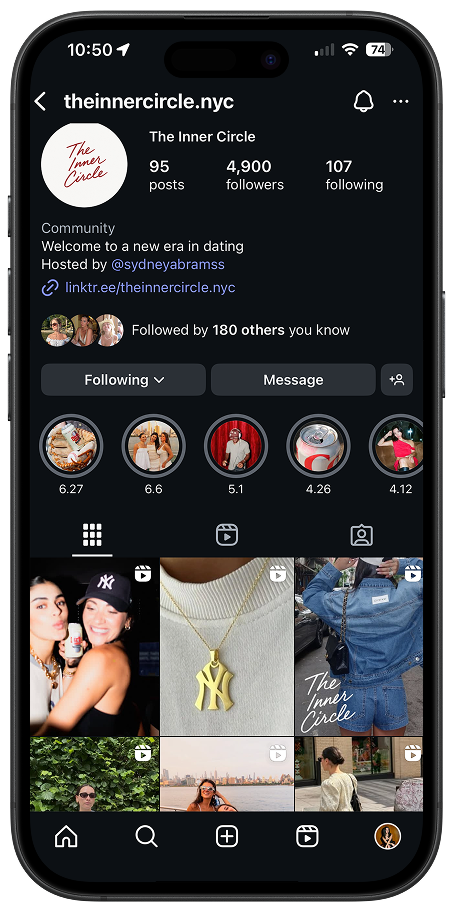 10:50
74
theinnercircle.nyc
The
Inner
Circle
The Inner Circle
95
4,900
107
posts
followers
following
Community
Welcome to a new era in dating
Hosted by @sydneyabramss
linktr.ee/theinnercircle.nyc
Followed by 180 others you know
Following
Message
6.27
6.6
5.1
4.26
4.12
NY
NY
The
Inner
Circle